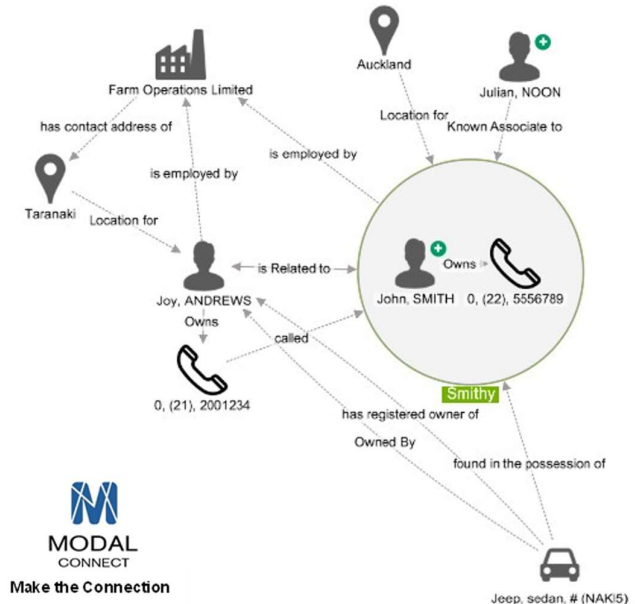 Auckland
Farm Operations Limited
Julian, NOON
has contact address of
Location for
Known Associate to
is employed by
is employed by
Taranaki
Location for
is Related to
Owns
Joy, ANDREWS
John, SMITH
0, (22), 5556789
Owns
called
0, (21), 2001234
Smithy
has registered owner of
Owned By
found in the possession of
MODAL
CONNECT
Make the Connection
Jeep, sedan, # (NAKI5)